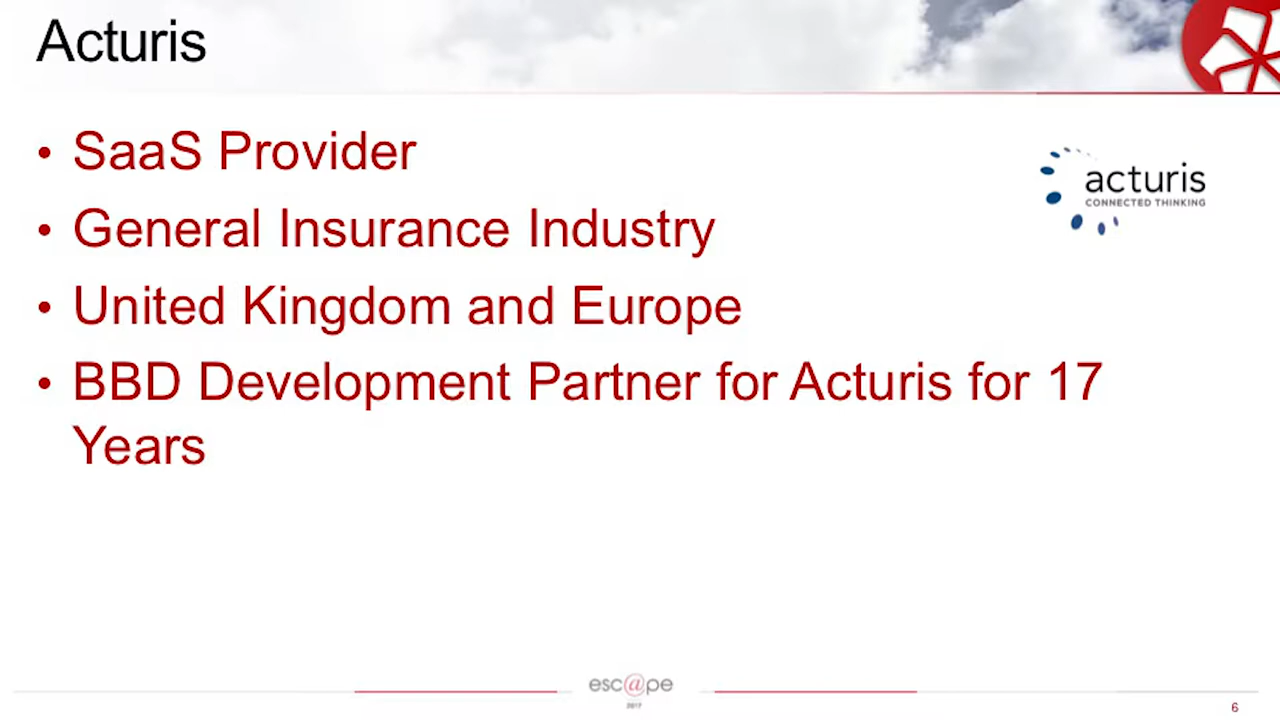 Acturis
• SaaS Provider
• General Insurance Industry
• United Kingdom and Europe
• BBD Development Partner for Acturis for 17
Years
acturis
CONNECTED THINKING
esc@pe
2017
6